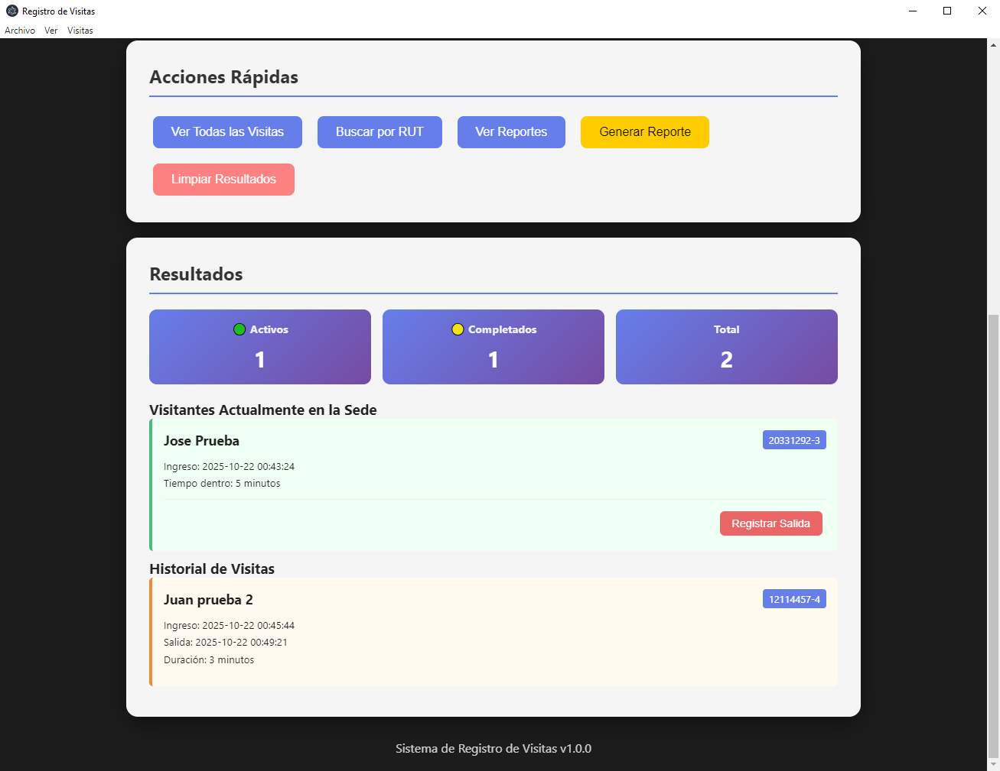 Registro de Visitas
Archivo Ver Visitas
Acciones Rápidas
Ver Todas las Visitas Buscar por RUT Ver Reportes Generar Reporte
Limpiar Resultados
Resultados
Activos Completados Total
1 1 2
Visitantes Actualmente en la Sede
Jose Prueba 20331292-3
Ingreso: 2025-10-22 00:43:24
Tiempo dentro: 5 minutos
Registrar Salida
Historial de Visitas
Juan prueba 2 12114457-4
Ingreso: 2025-10-22 00:45:44
Salida: 2025-10-22 00:49:21
Duración: 3 minutos
Sistema de Registro de Visitas v1.0.0